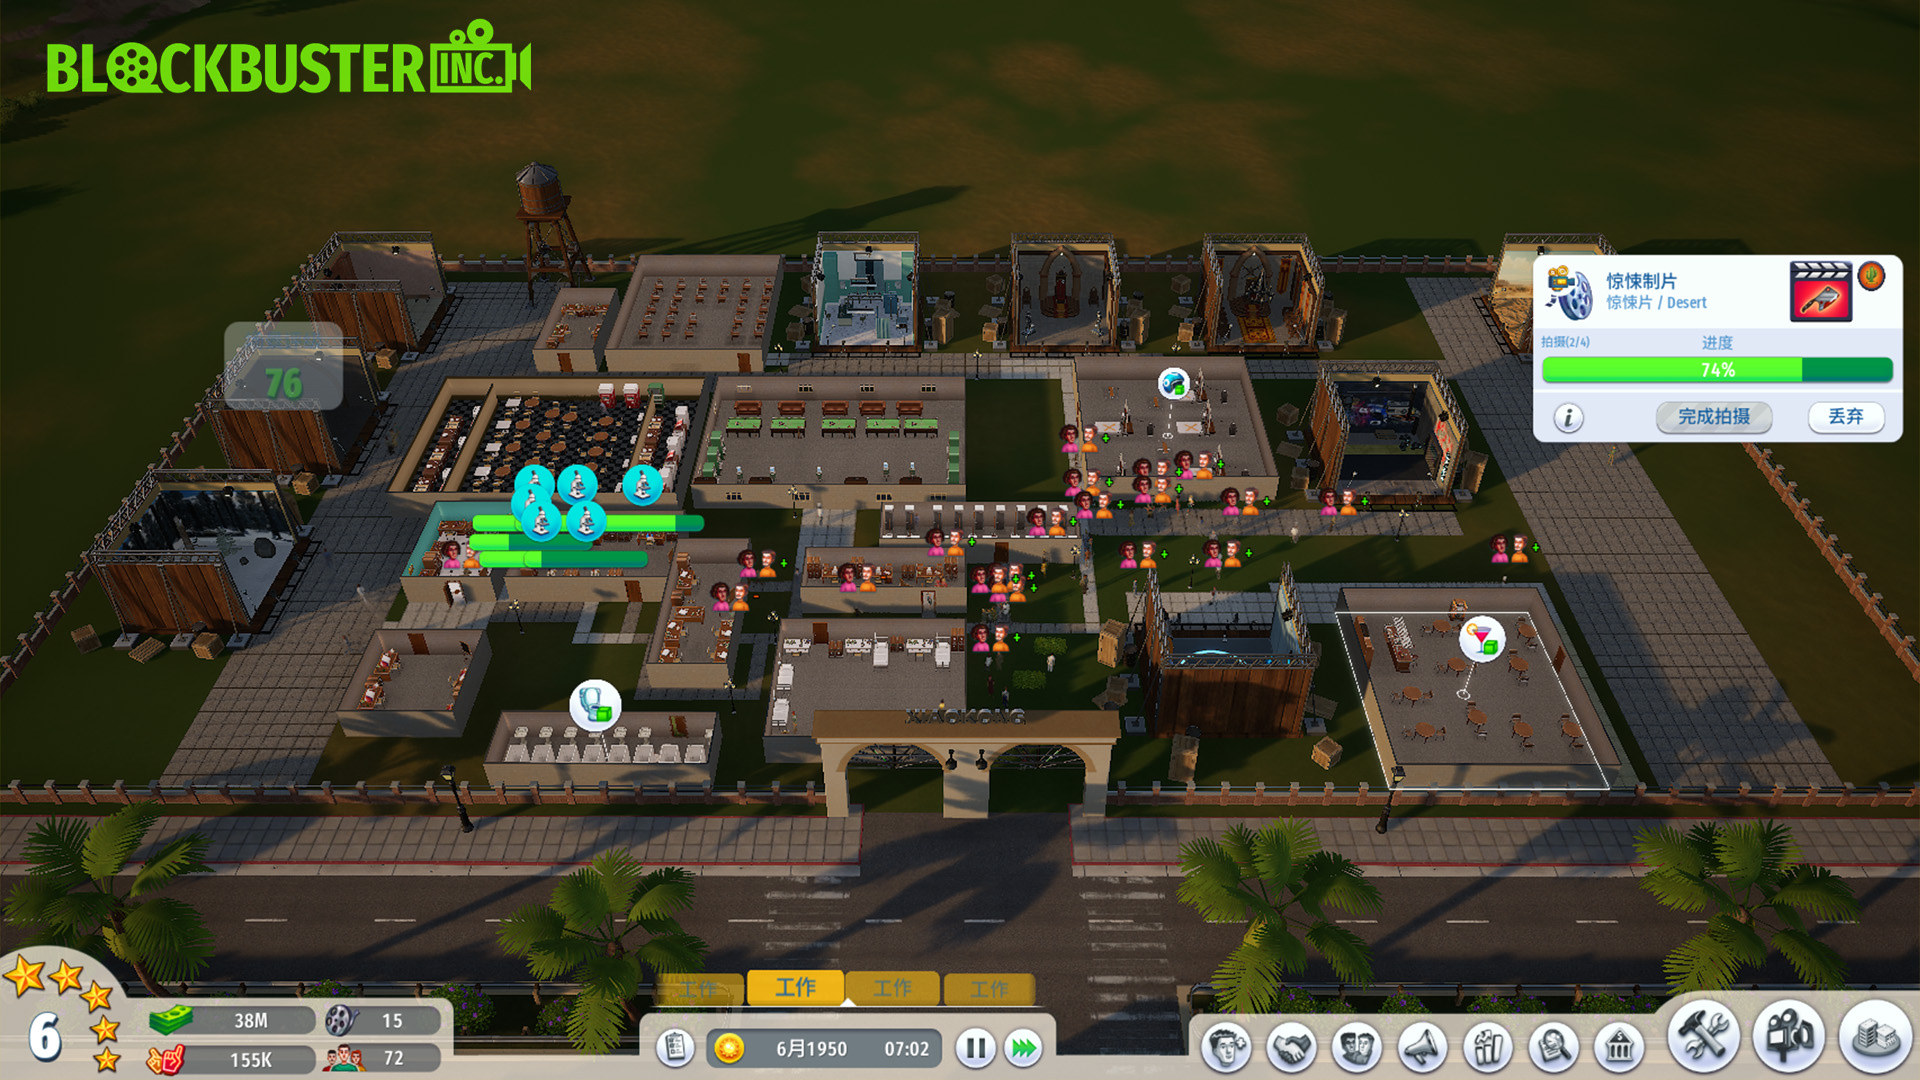 BLOCKBUSTER INC.
76
惊悚制片
惊悚片 / Desert
拍摄(2/4)
进度
74%
i
完成拍摄
丢弃
工作
工作
工作
工作
6
38M
15
155K
72
6月1950
07:02